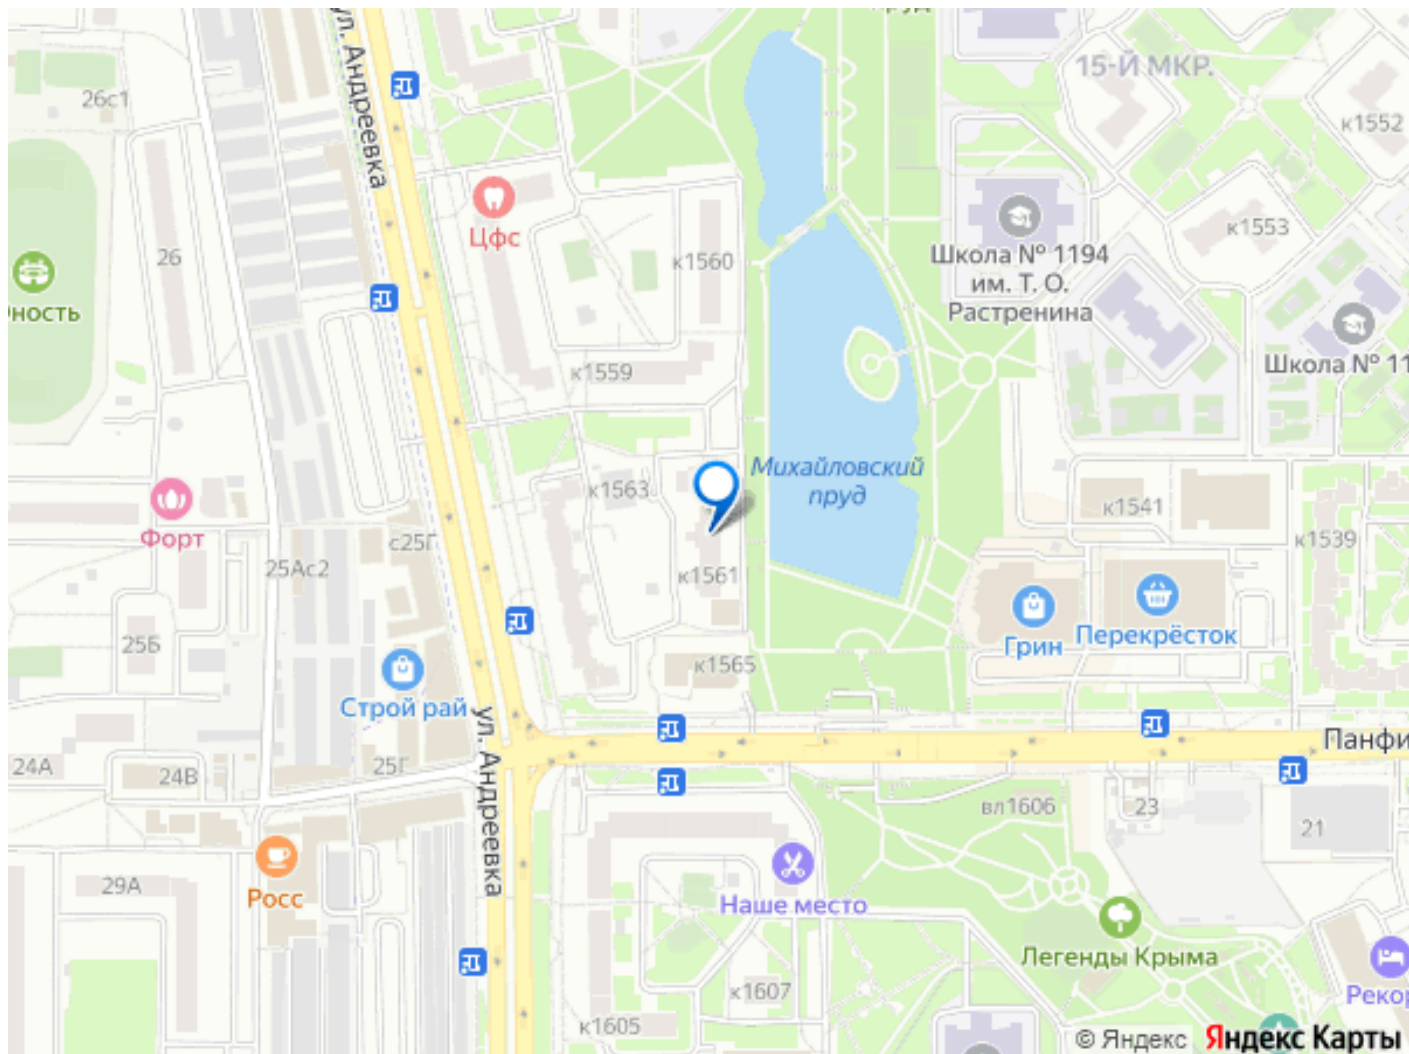 пруд
15-Й МКР.
ул. Андреевка
26с1
к1552
Цфс
26
к1560
к1553
Школа № 1194
им. Т. О.
Растренина
ность
к1559
Школа № 11
Михайловский
пруд
к1563
Форт
с25Г
к1541
к1539
25Ас2
к1561
25Б
Грин
Перекрёсток
к1565
Строй рай
ул. Андреевка
Панфи
24А
24В
25Г
вл1606
23
21
29А
Росс
Наше место
Легенды Крыма
к1607
Рекор
к1605
© Яндекс Яндекс Карты